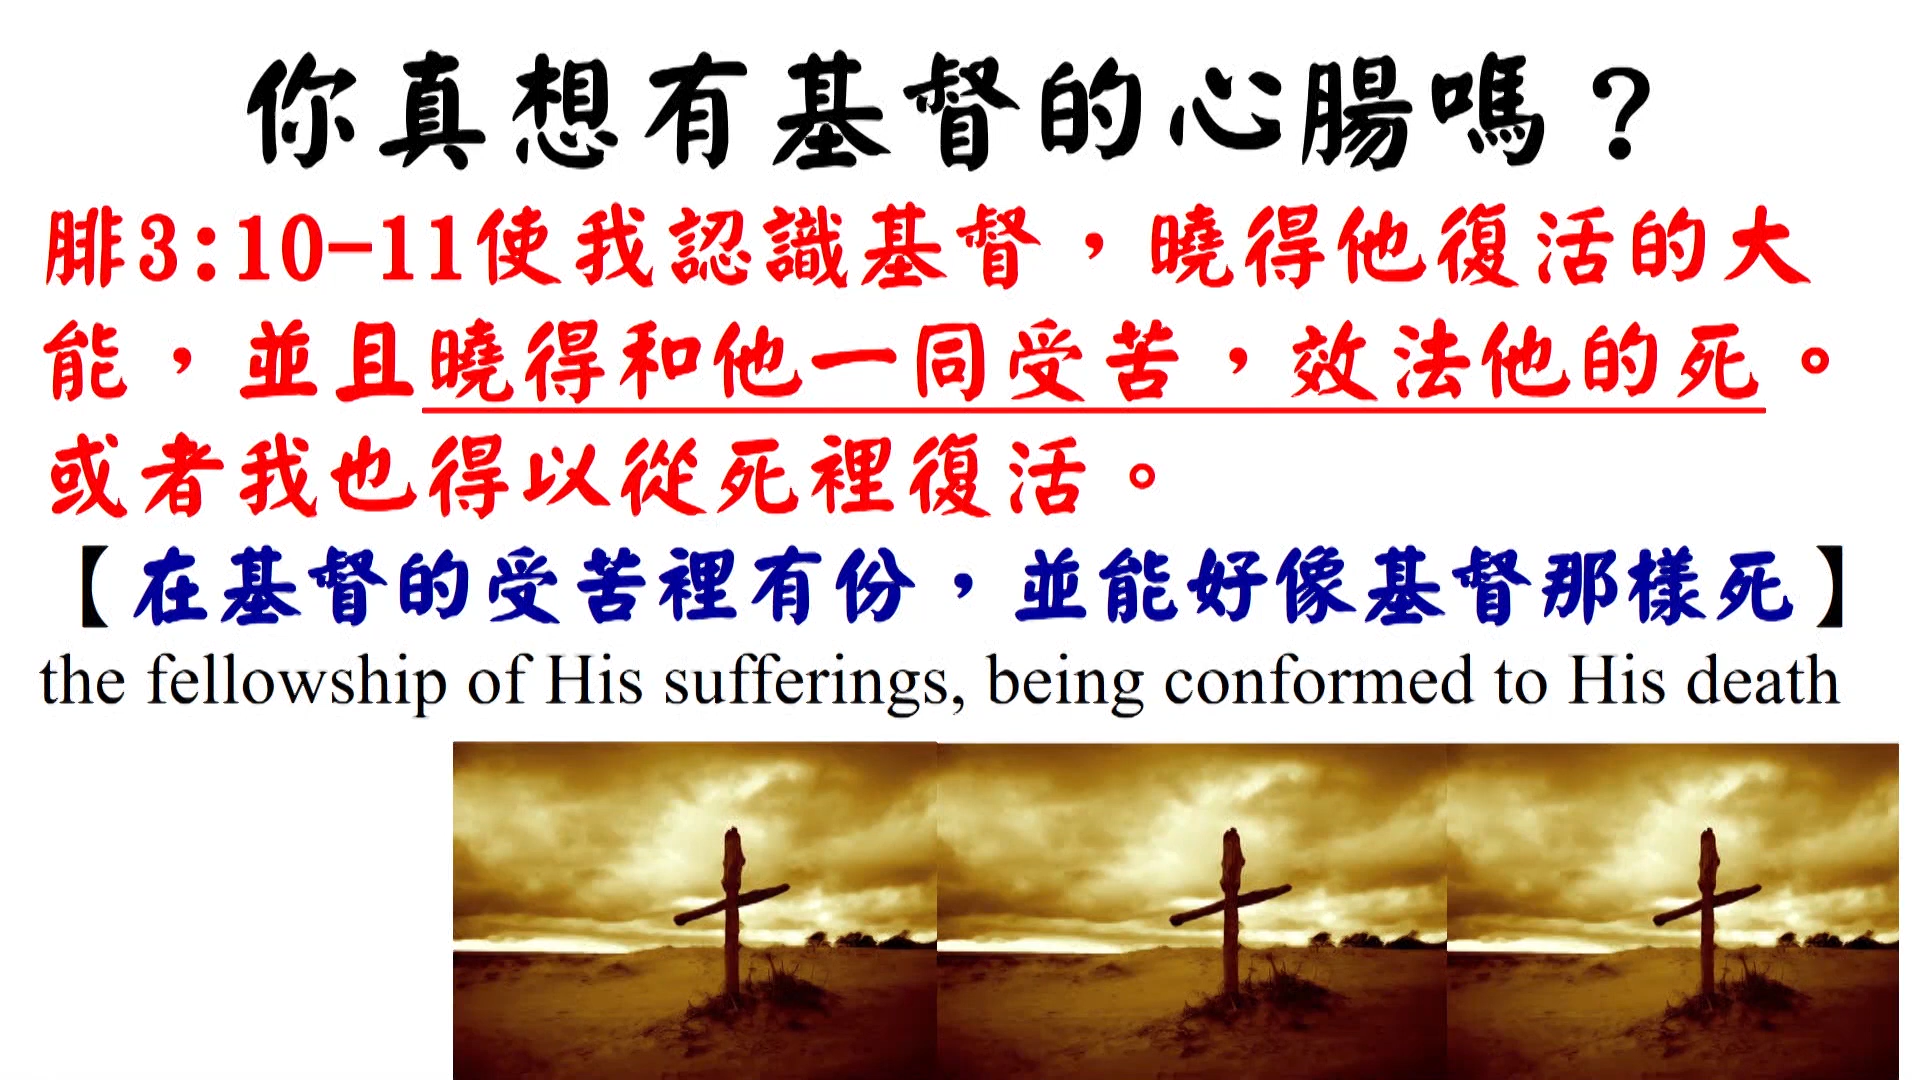 你真想有基督的心腸嗎？
腓3:10-11使我認識基督，曉得他復活的大
能，並且曉得和他一同受苦，效法他的死。
或者我也得以從死裡復活。
【在基督的受苦裡有份，並能好像基督那樣死】
the fellowship of His sufferings, being conformed to His death